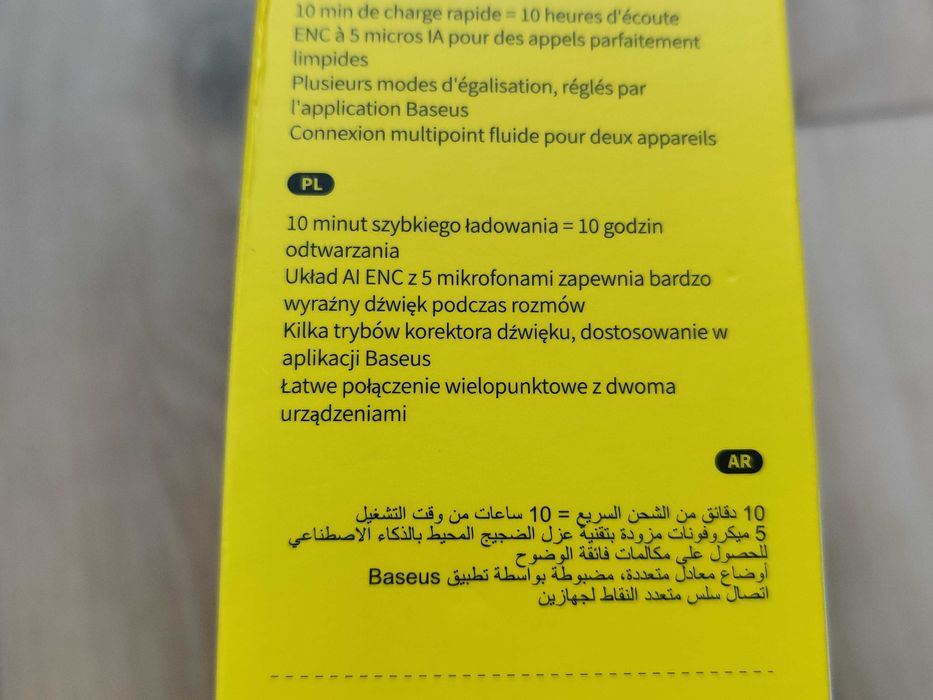 10 min de charge rapide = 10 heures d'écoute
ENC à 5 micros IA pour des appels parfaitement
limpides
Plusieurs modes d'égalisation, réglés par
l'application Baseus
Connexion multipoint fluide pour deux appareils
PL
10 minut szybkiego ładowania = 10 godzin
odtwarzania
Układ AI ENC z 5 mikrofonami zapewnia bardzo
wyraźny dźwięk podczas rozmów
Kilka trybów korektora dźwięku, dostosowanie w
aplikacji Baseus
Łatwe połączenie wielopunktowe z dwoma
urządzeniami
AR
10 دقائق من الشحن السريع = 10 ساعات من وقت التشغيل
5 ميكروفونات مزودة بتقنية عزل الضجيج المحيط بالذكاء الاصطناعي
للحصول على مكالمات فائقة الوضوح
أوضاع معادل متعددة، مضبوطة بواسطة تطبيق Baseus
اتصال سلس متعدد النقاط لجهازين